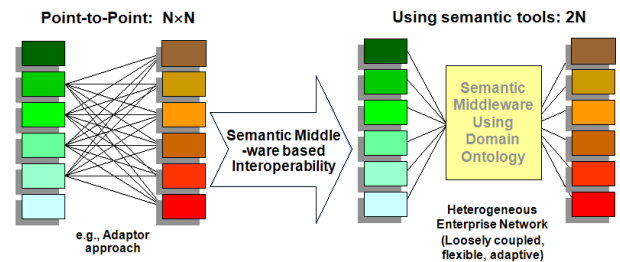 Point-to-Point: N×N
e.g., Adaptor
approach
Semantic Middle
-ware based
Interoperability
Using semantic tools: 2N
Semantic
Middleware
Using
Domain
Ontology
Heterogeneous
Enterprise Network
(Loosely coupled,
flexible, adaptive)